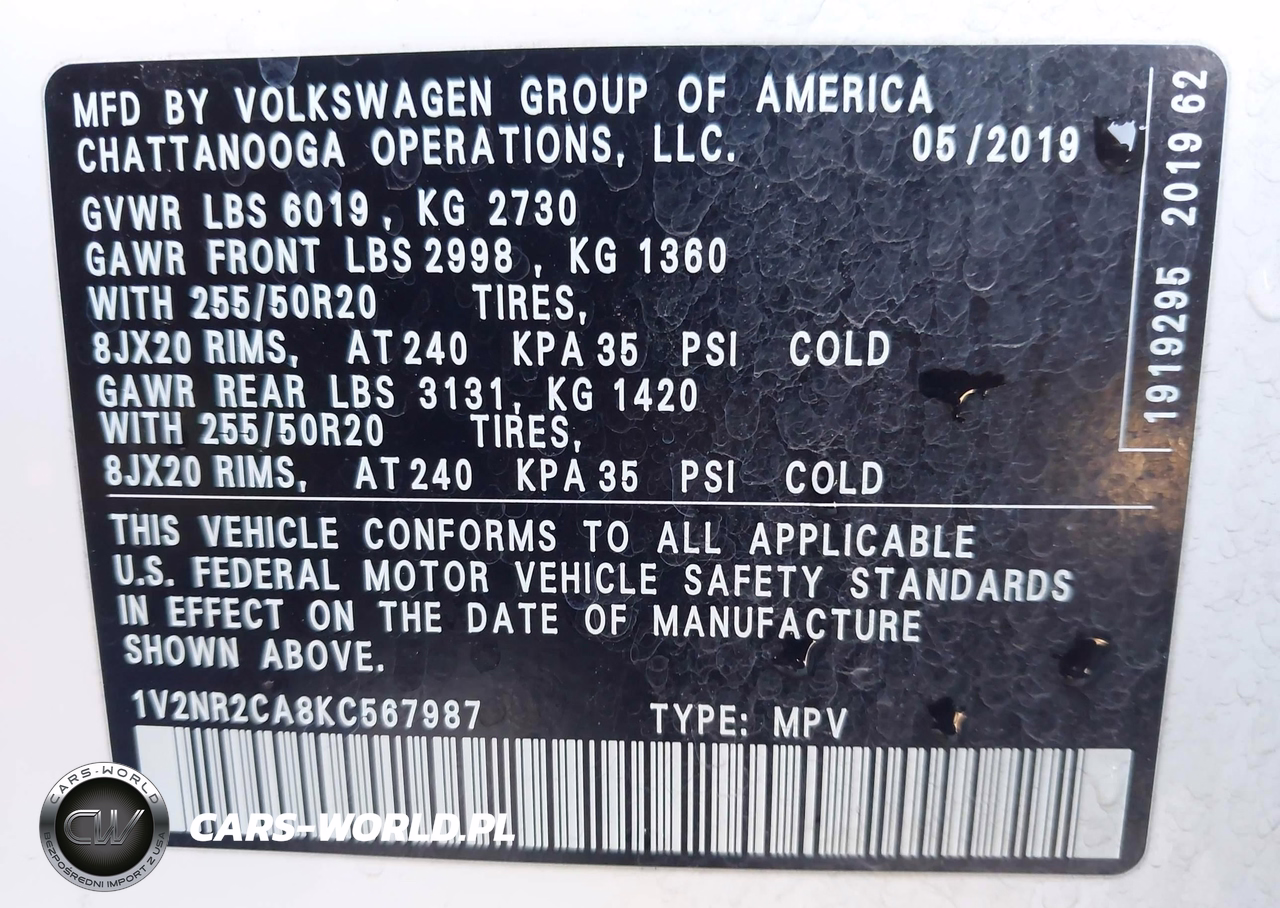 MFD BY VOLKSWAGEN GROUP OF AMERICA
CHATTANOOGA OPERATIONS, LLC. 05/2019
GVWR LBS 6019, KG 2730
GAWR FRONT LBS 2998, KG 1360
WITH 255/50R20 TIRES,
8JX20 RIMS, AT 240 KPA 35 PSI COLD
GAWR REAR LBS 3131, KG 1420
WITH 255/50R20 TIRES,
8JX20 RIMS, AT 240 KPA 35 PSI COLD
THIS VEHICLE CONFORMS TO ALL APPLICABLE
U.S. FEDERAL MOTOR VEHICLE SAFETY STANDARDS
IN EFFECT ON THE DATE OF MANUFACTURE
SHOWN ABOVE.
1V2NR2CA8KC567987 TYPE: MPV
1919295 2019 62
CARS-WORLD
CW
BEZPOŚREDNI IMPORT Z USA
CARS-WORLD.PL